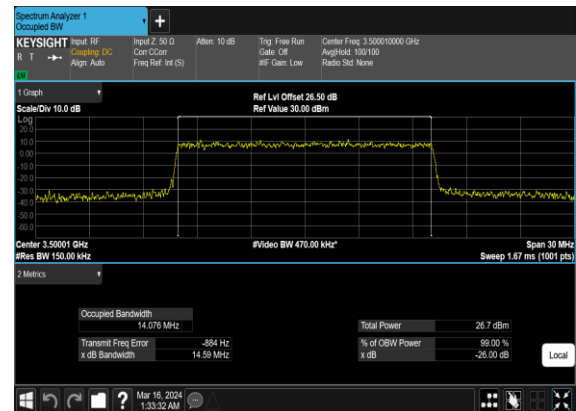 Spectrum Analyzer 1
Occupied BW
KEYSIGHT
R T
LXI
Input: RF
Coupling: DC
Align: Auto
Input Z: 50 Ω
Corr CCorr
Freq Ref: Int (S)
Atten: 10 dB
Trig: Free Run
Gate: Off
#IF Gain: Low
Center Freq: 3.500010000 GHz
Avg|Hold: 100/100
Radio Std: None
1 Graph
Scale/Div 10.0 dB
Ref Lvl Offset 26.50 dB
Ref Value 30.00 dBm
Log
20.0
10.0
0.00
-10.0
-20.0
-30.0
-40.0
-50.0
-60.0
Center 3.50001 GHz
#Res BW 150.00 kHz
#Video BW 470.00 kHz*
Span 30 MHz
Sweep 1.67 ms (1001 pts)
2 Metrics
Occupied Bandwidth
14.076 MHz
Transmit Freq Error -884 Hz
x dB Bandwidth 14.59 MHz
Total Power 26.7 dBm
% of OBW Power 99.00 %
x dB -26.00 dB
Local
Mar 16, 2024
1:33:32 AM